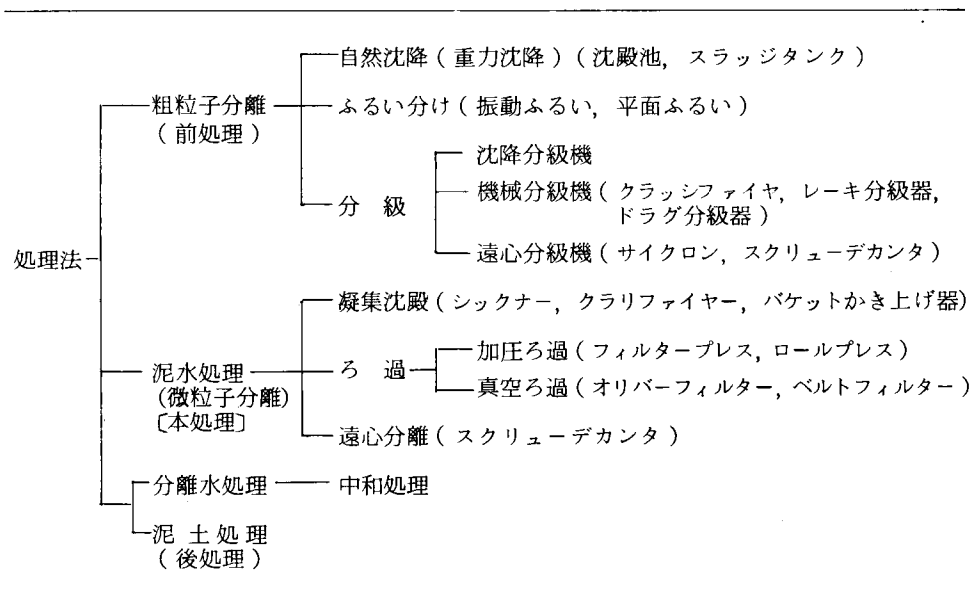 自然沈降(重力沈降)(沈殿池, スラッジタンク)
粗粒子分離
(前処理)
ふるい分け(振動ふるい, 平面ふるい)
分 級
沈降分級機
機械分級機(クラッシファイヤ, レーキ分級器,
ドラグ分級器)
遠心分級機(サイクロン, スクリューデカンタ)
処理法
凝集沈殿(シックナー, クラリファイヤー, バケットかき上げ器)
泥水処理
(微粒子分離)
〔本処理〕
ろ 過
加圧ろ過(フィルタープレス, ロールプレス)
真空ろ過(オリバーフィルター, ベルトフィルター)
遠心分離(スクリューデカンタ)
分離水処理
中和処理
泥土処理
(後処理)